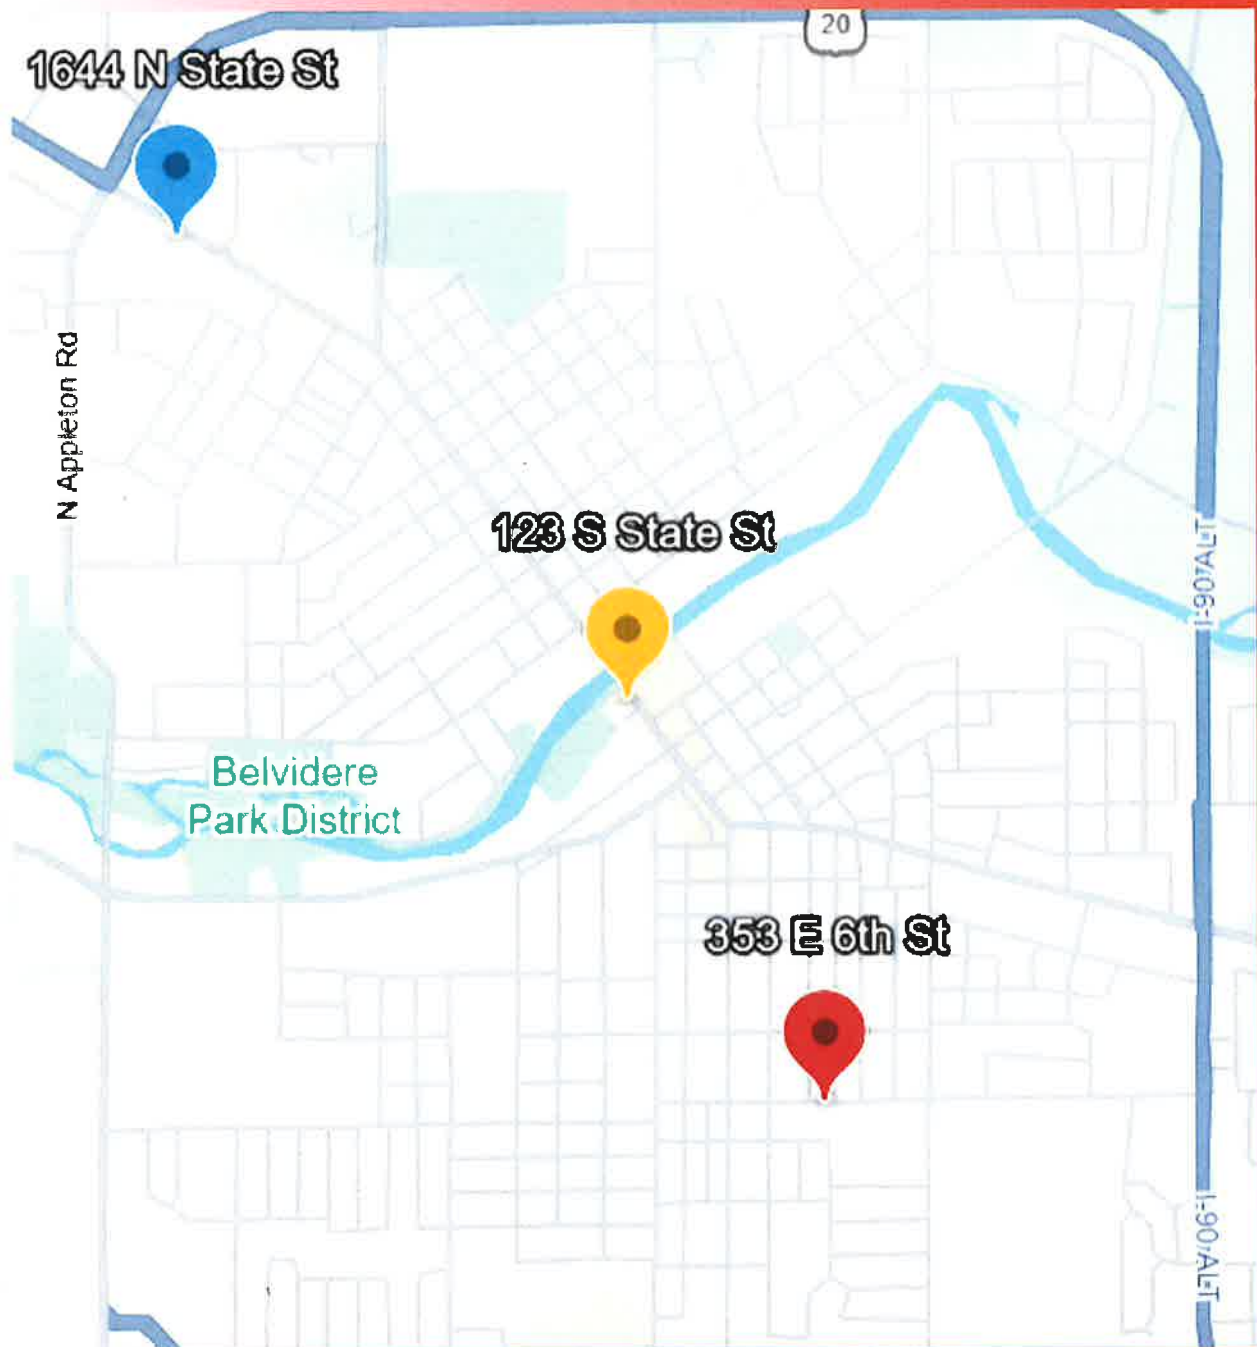 20
1644 N State St
N Appleton Rd
123 S State St
I-90/ALT
Belvidere
Park District
353 E 6th St
I-90/ALT